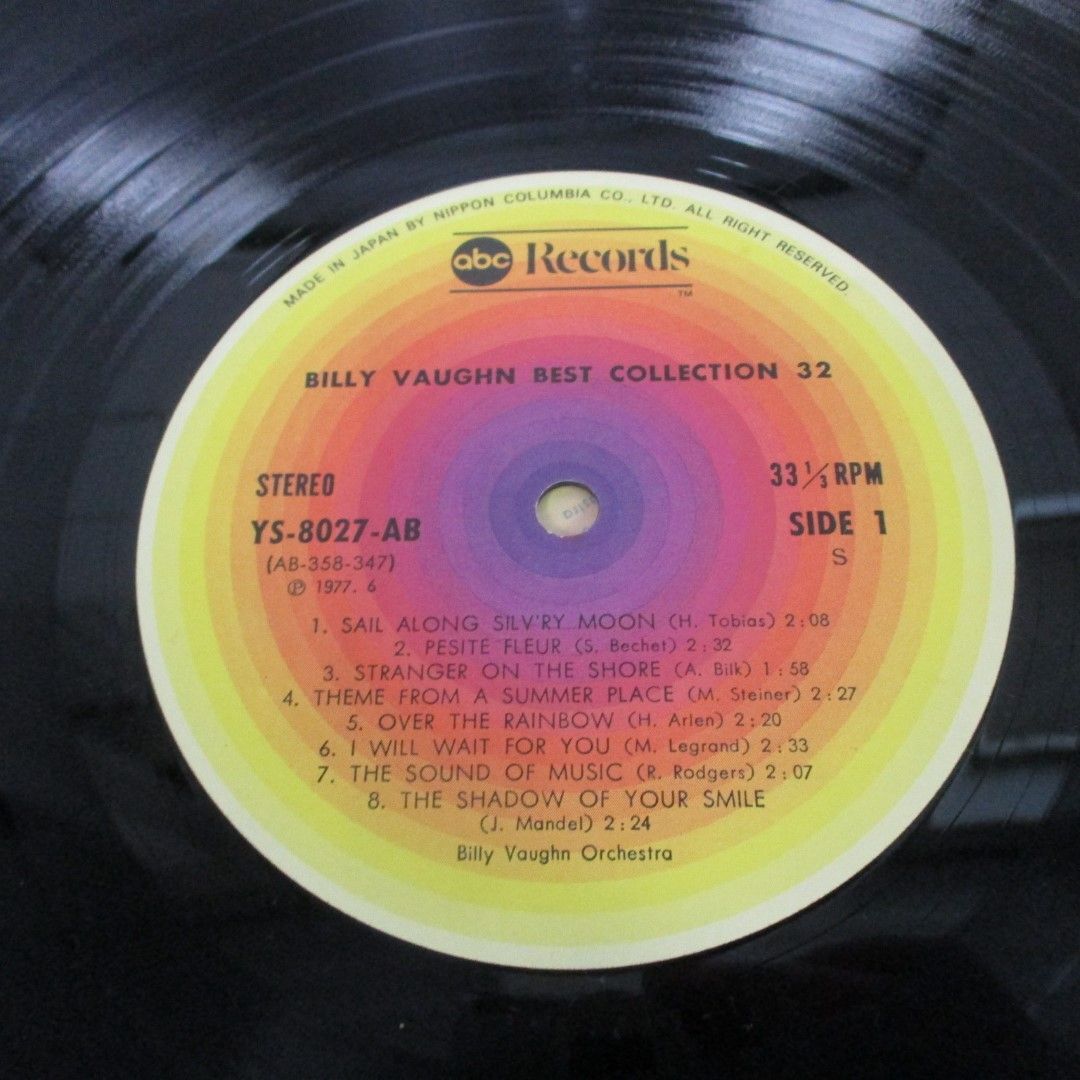 MADE IN JAPAN BY NIPPON COLUMBIA CO., LTD. ALL RIGHT RESERVED.
abc Records
TM
BILLY VAUGHN BEST COLLECTION 32
STEREO
33 1/3 RPM
YS-8027-AB
SIDE 1
(AB-358-347)
S
Ⓟ 1977. 6
1. SAIL ALONG SILV'RY MOON (H. Tobias) 2:08
2. PESITE FLEUR (S. Bechet) 2:32
3. STRANGER ON THE SHORE (A. Bilk) 1:58
4. THEME FROM A SUMMER PLACE (M. Steiner) 2:27
5. OVER THE RAINBOW (H. Arlen) 2:20
6. I WILL WAIT FOR YOU (M. Legrand) 2:33
7. THE SOUND OF MUSIC (R. Rodgers) 2:07
8. THE SHADOW OF YOUR SMILE
(J. Mandel) 2:24
Billy Vaughn Orchestra